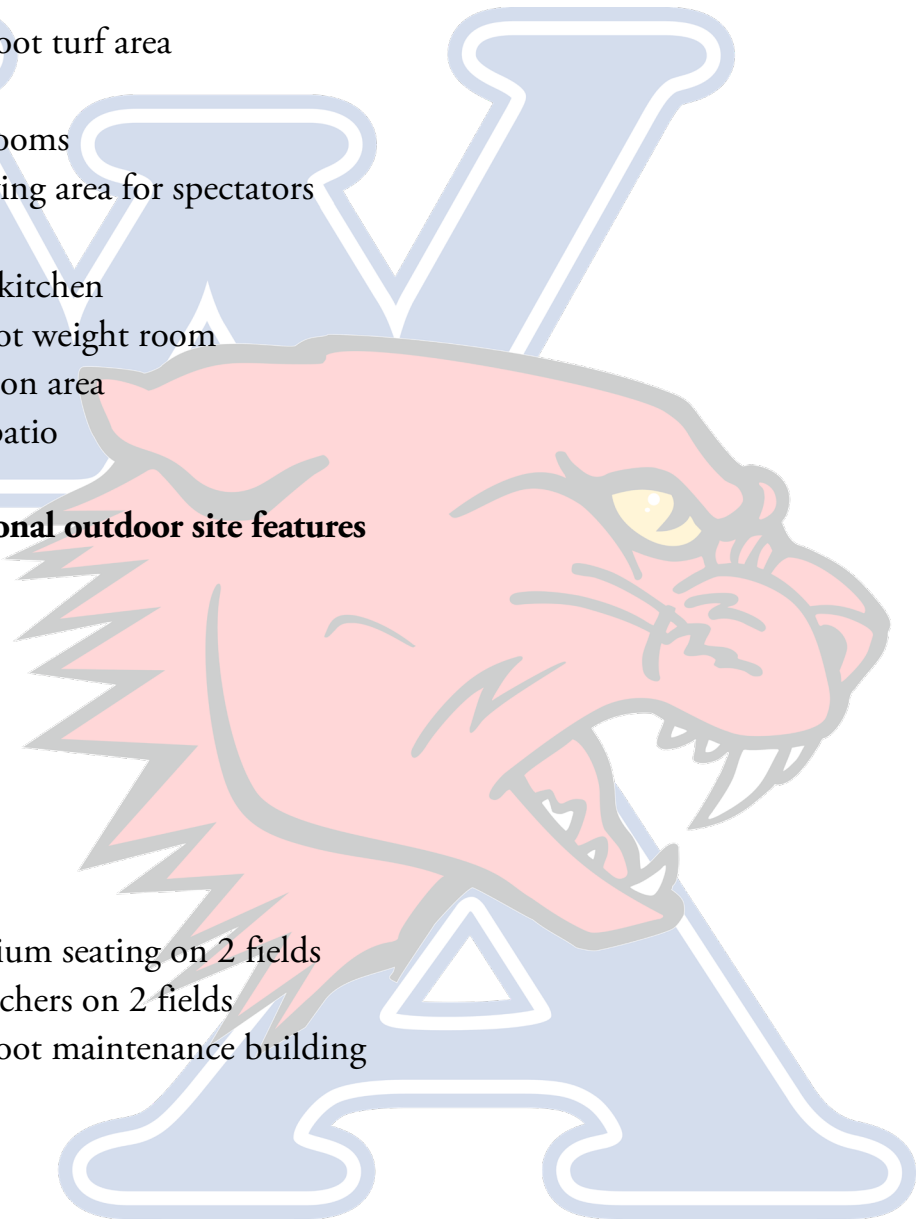 oot turf area
ooms
ing area for spectators
kitchen
ot weight room
on area
patio
onal outdoor site features
ium seating on 2 fields
chers on 2 fields
oot maintenance building
W
A